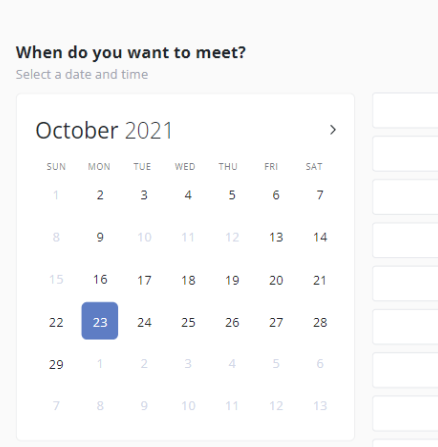 When do you want to meet?
Select a date and time
October 2021 >
SUN MON TUE WED THU FRI SAT
1 2 3 4 5 6 7
8 9 10 11 12 13 14
15 16 17 18 19 20 21
22 23 24 25 26 27 28
29 1 2 3 4 5 6
7 8 9 10 11 12 13